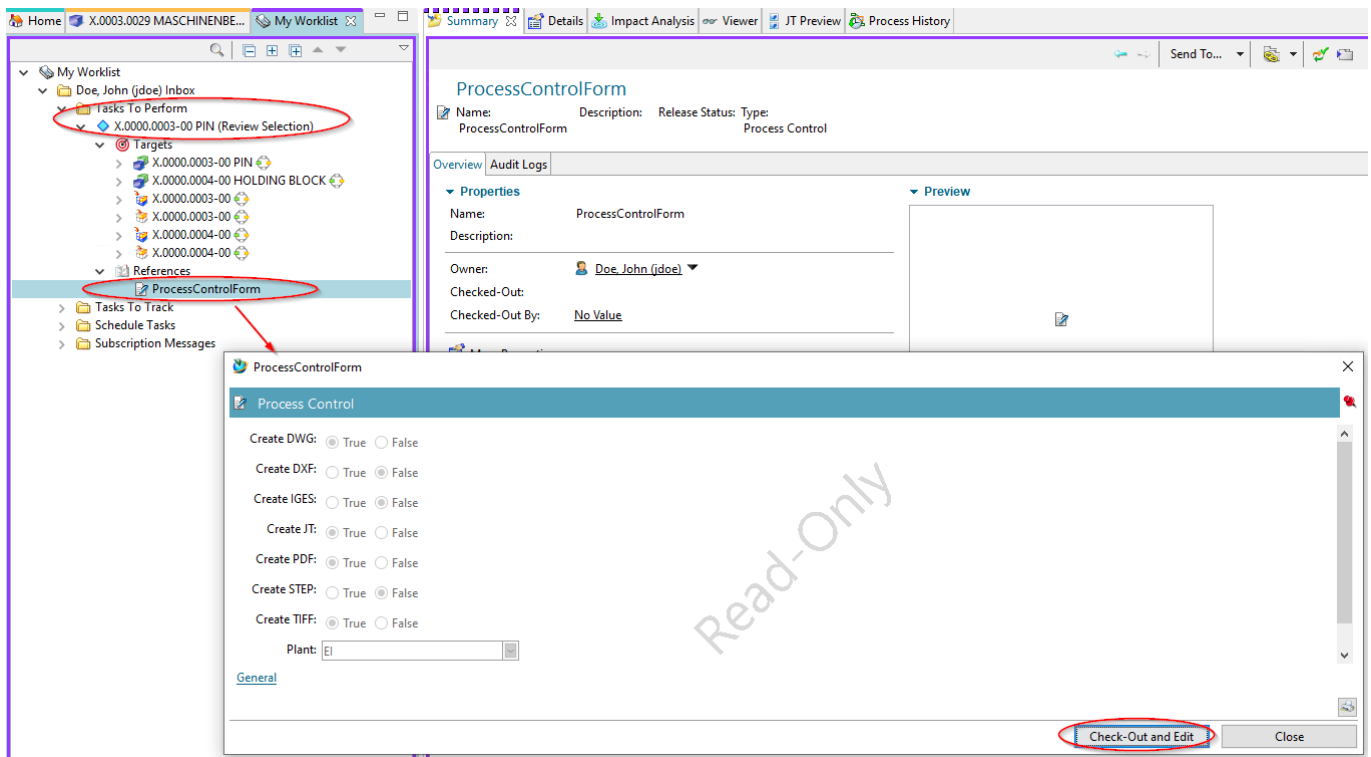 Home
X.0003.0029 MASCHINENBE...
My Worklist
Summary
Details
Impact Analysis
Viewer
JT Preview
Process History
My Worklist
Doe, John (jdoe) Inbox
Tasks To Perform
X.0000.0003-00 PIN (Review Selection)
Targets
X.0000.0003-00 PIN
X.0000.0004-00 HOLDING BLOCK
X.0000.0003-00
X.0000.0003-00
X.0000.0004-00
X.0000.0004-00
References
ProcessControlForm
Tasks To Track
Schedule Tasks
Subscription Messages
Send To...
ProcessControlForm
Name: Description: Release Status: Type:
ProcessControlForm Process Control
Overview Audit Logs
Properties
Name: ProcessControlForm
Description:
Owner: Doe, John (jdoe)
Checked-Out:
Checked-Out By: No Value
Preview
ProcessControlForm
Process Control
Create DWG: True False
Create DXF: True False
Create IGES: True False
Create JT: True False
Create PDF: True False
Create STEP: True False
Create TIFF: True False
Plant: EI
General
Read-Only
Check-Out and Edit Close